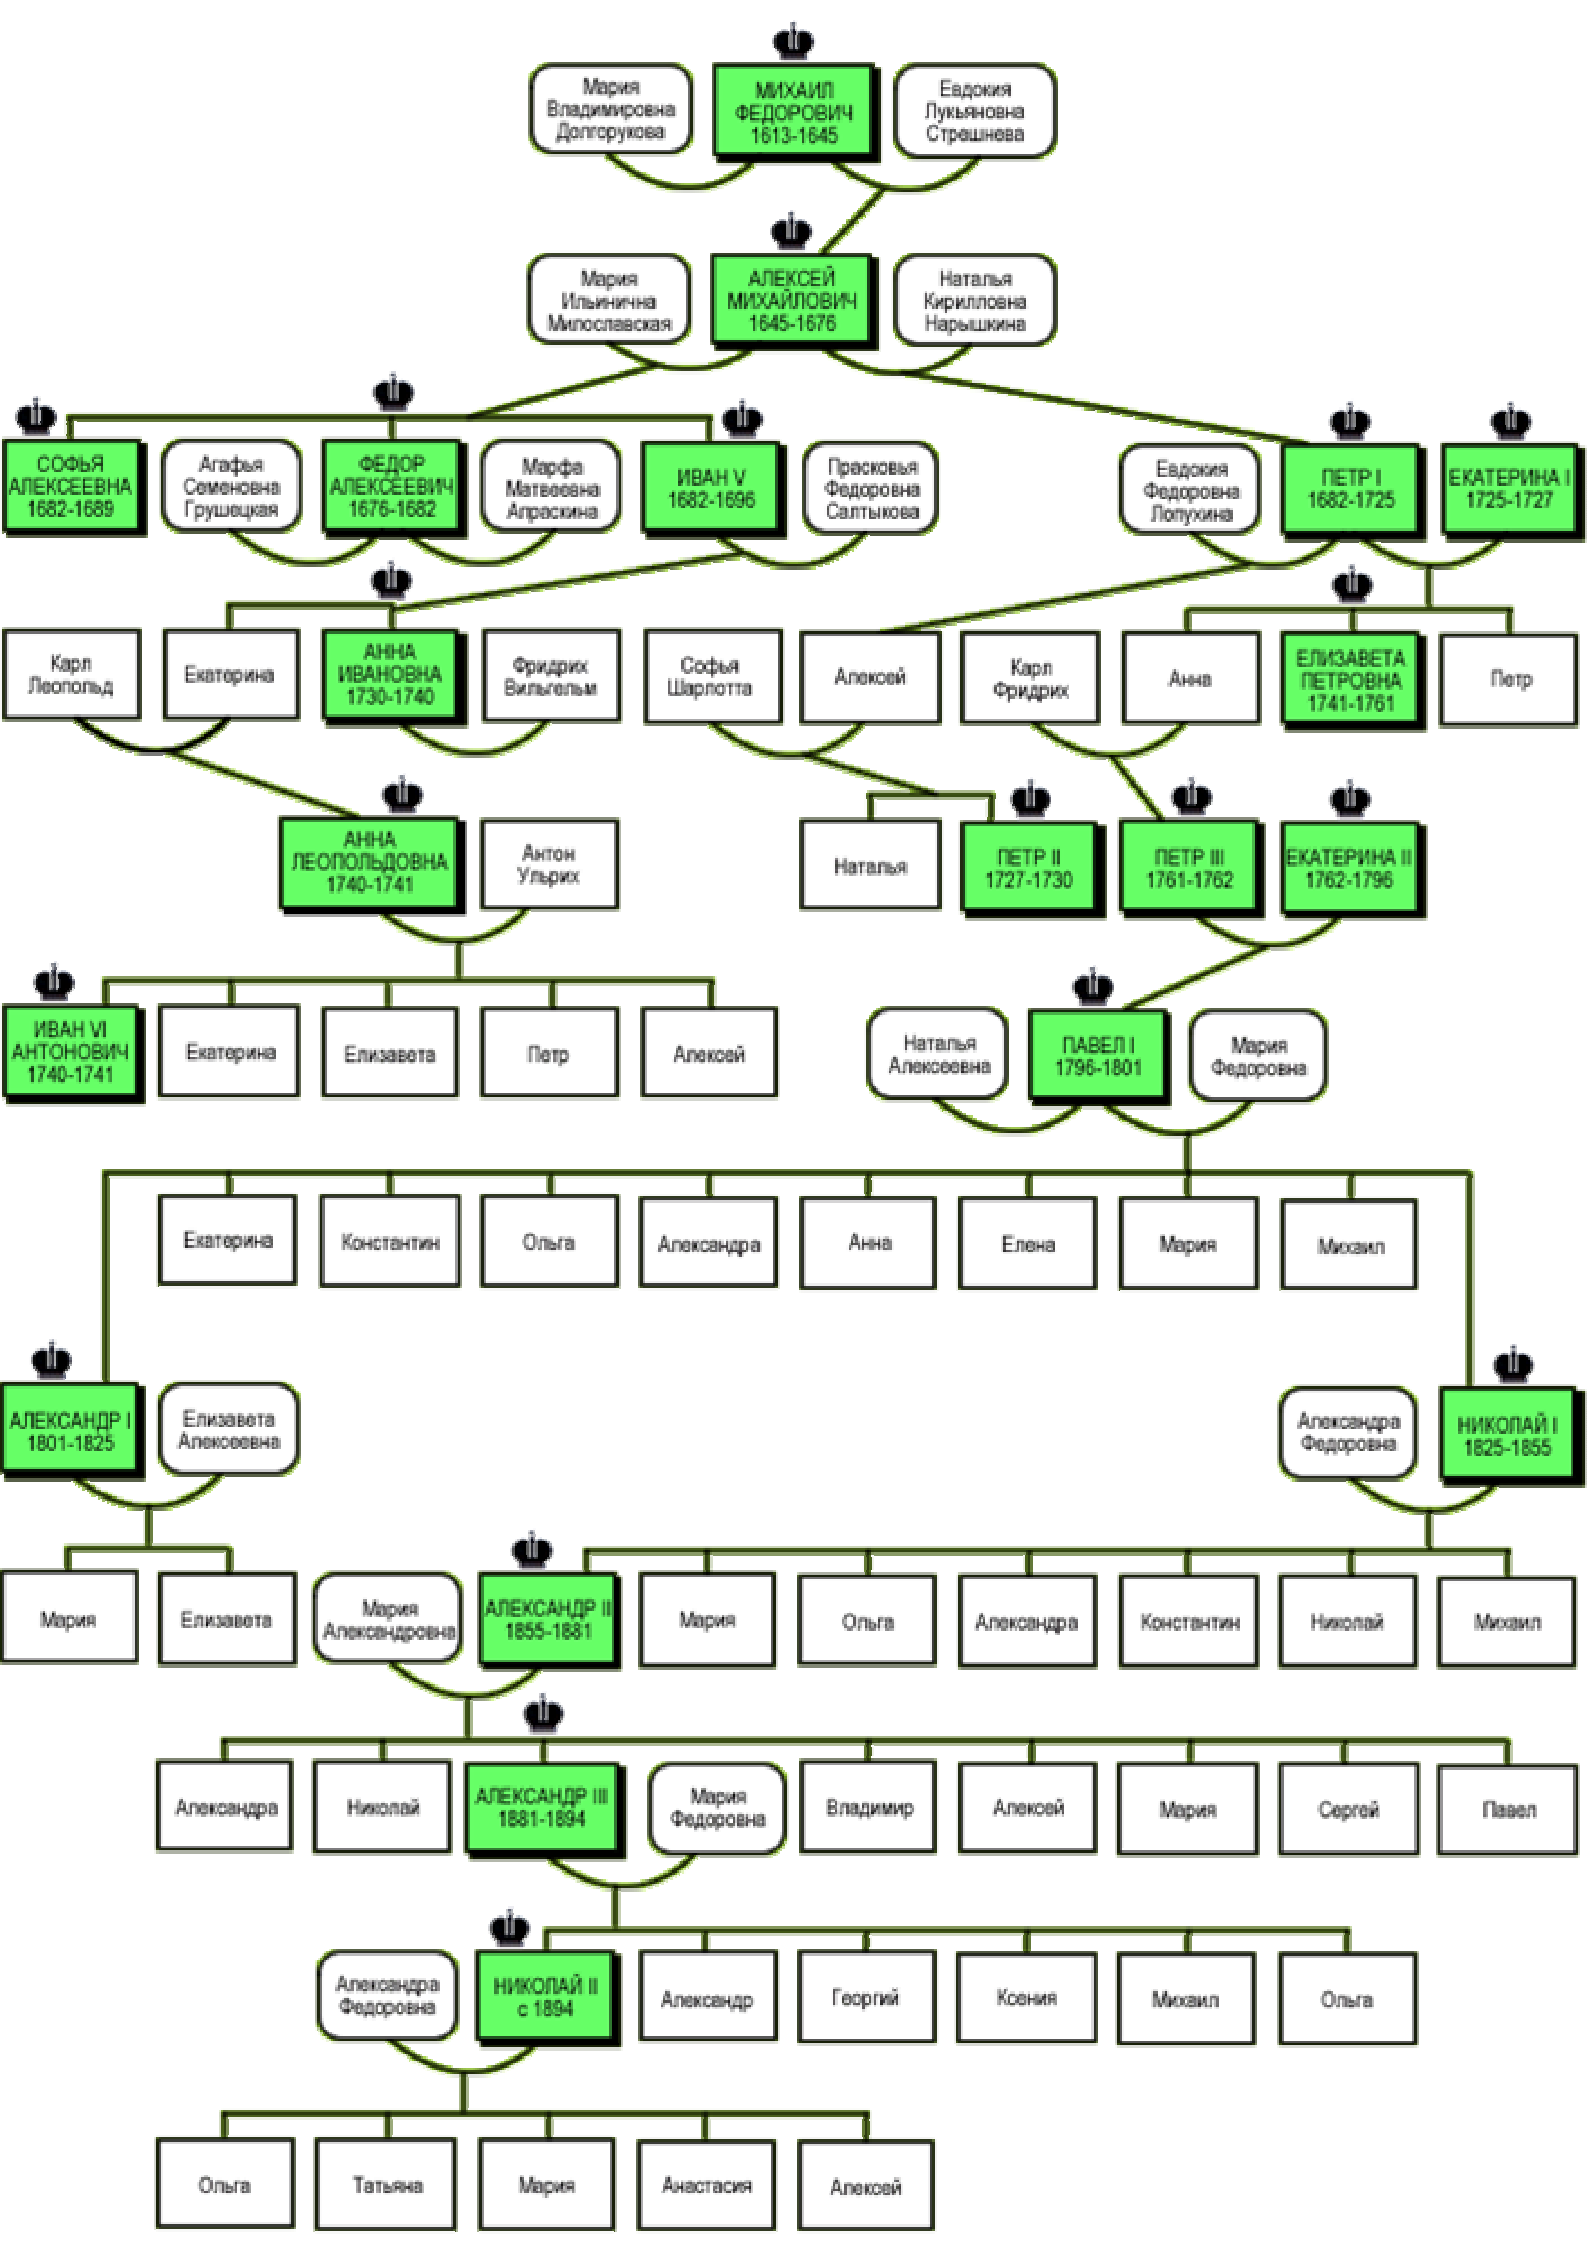 Мария
Владимировна
Долгорукова
МИХАИЛ
ФЕДОРОВИЧ
1613-1645
Евдокия
Лукьяновна
Стрешнева
Мария
Ильинична
Милославская
АЛЕКСЕЙ
МИХАЙЛОВИЧ
1645-1676
Наталья
Кирилловна
Нарышкина
СОФЬЯ
АЛЕКСЕЕВНА
1682-1689
Агафья
Семеновна
Грушецкая
ФЕДОР
АЛЕКСЕЕВИЧ
1676-1682
Марфа
Матвеевна
Апраскина
ИВАН V
1682-1696
Прасковья
Федоровна
Салтыкова
Евдокия
Федоровна
Лопухина
ПЕТР I
1682-1725
ЕКАТЕРИНА I
1725-1727
Карл
Леопольд
Екатерина
АННА
ИВАНОВНА
1730-1740
Фридрих
Вильгельм
Софья
Шарлотта
Алексей
Карл
Фридрих
Анна
ЕЛИЗАВЕТА
ПЕТРОВНА
1741-1761
Петр
АННА
ЛЕОПОЛЬДОВНА
1740-1741
Антон
Ульрих
Наталья
ПЕТР II
1727-1730
ПЕТР III
1761-1762
ЕКАТЕРИНА II
1762-1796
ИВАН VI
АНТОНОВИЧ
1740-1741
Екатерина
Елизавета
Петр
Алексей
Наталья
Алексеевна
ПАВЕЛ I
1796-1801
Мария
Федоровна
Екатерина
Константин
Ольга
Александра
Анна
Елена
Мария
Михаил
АЛЕКСАНДР I
1801-1825
Елизавета
Алексеевна
Александра
Федоровна
НИКОЛАЙ I
1825-1855
Мария
Елизавета
Мария
Александровна
АЛЕКСАНДР II
1855-1881
Мария
Ольга
Александра
Константин
Николай
Михаил
Александра
Николай
АЛЕКСАНДР III
1881-1894
Мария
Федоровна
Владимир
Алексей
Мария
Сергей
Павел
Александра
Федоровна
НИКОЛАЙ II
с 1894
Александр
Георгий
Ксения
Михаил
Ольга
Ольга
Татьяна
Мария
Анастасия
Алексей